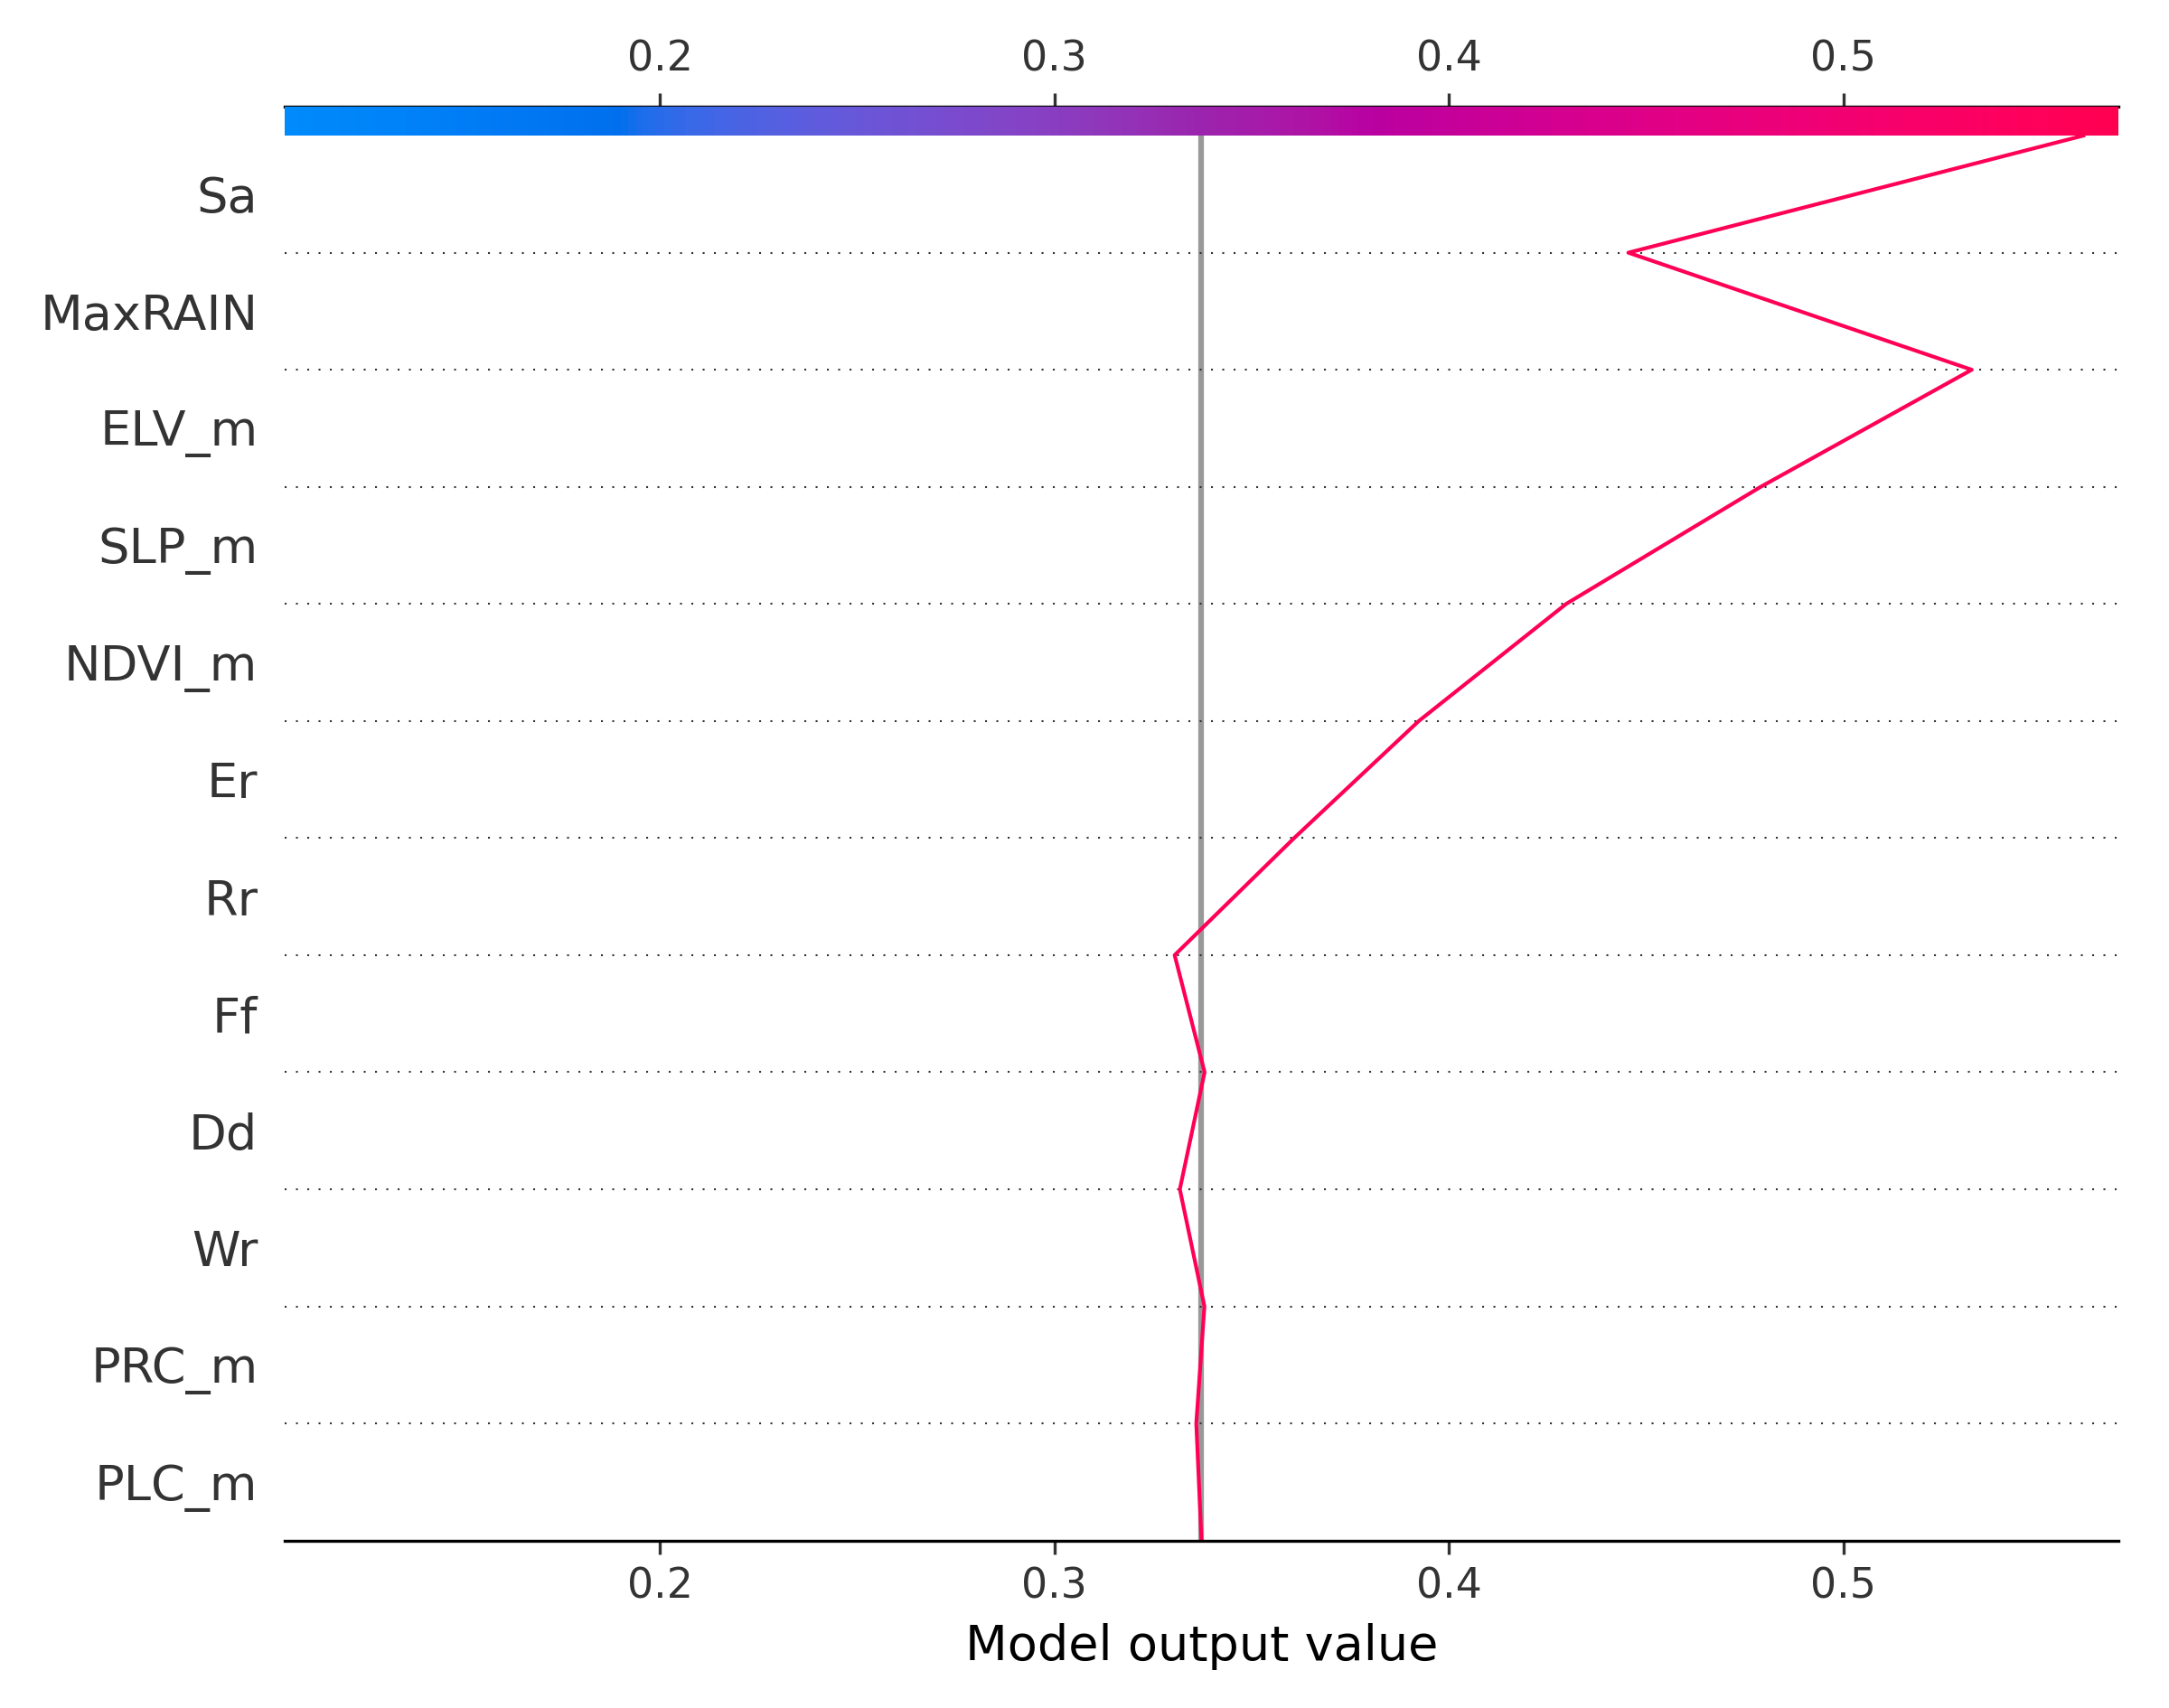 0.2 0.3 0.4 0.5
Sa
MaxRAIN
ELV_m
SLP_m
NDVI_m
Er
Rr
Ff
Dd
Wr
PRC_m
PLC_m
0.2 0.3 0.4 0.5
Model output value